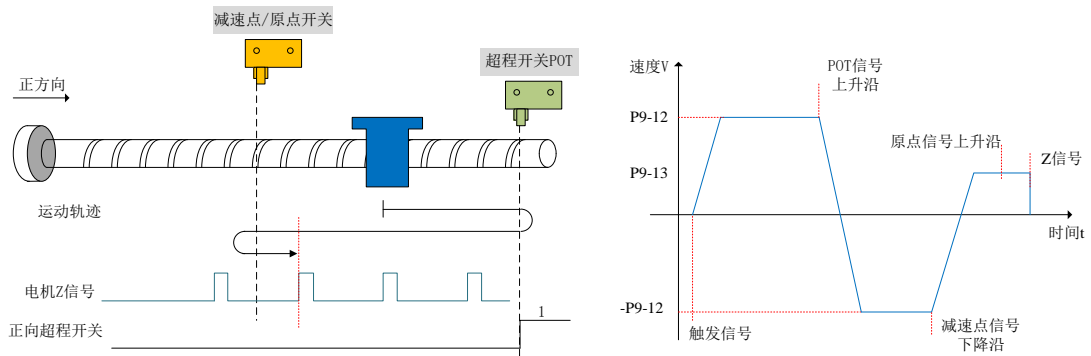 减速点/原点开关
超程开关POT
正方向
运动轨迹
电机Z信号
正向超程开关
1
速度V
POT信号
上升沿
P9-12
原点信号上升沿
Z信号
P9-13
时间t
-P9-12
触发信号
减速点信号
下降沿